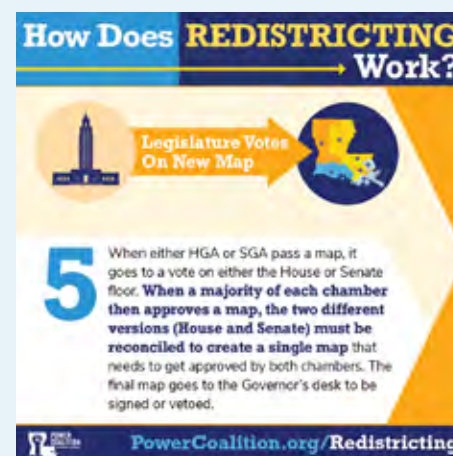 How Does REDISTRICTING
Work?
Legislature Votes
On New Map
5
When either HGA or SGA pass a map, it
goes to a vote on either the House or Senate
floor. When a majority of each chamber
then approves a map, the two different
versions (House and Senate) must be
reconciled to create a single map that
needs to get approved by both chambers. The
final map goes to the Governor's desk to be
signed or vetoed.
POWER
COALITION
PowerCoalition.org/Redistricting